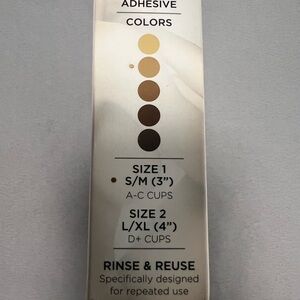 ADHESIVE
COLORS
SIZE 1
S/M (3")
A-C CUPS
SIZE 2
L/XL (4")
D+ CUPS
RINSE & REUSE
Specifically designed
for repeated use